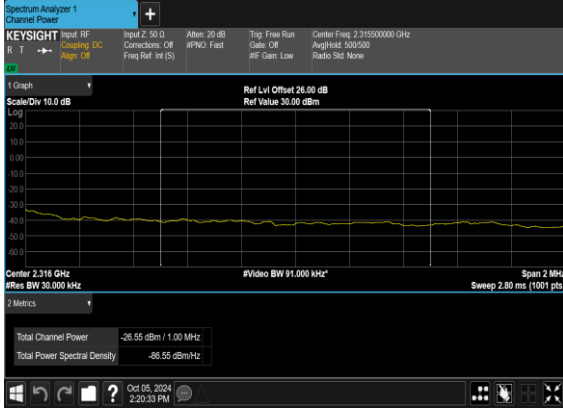 Spectrum Analyzer 1
Channel Power
+
KEYSIGHT Input: RF Input Z: 50 Ω Atten: 20 dB Trig: Free Run Center Freq: 2.315500000 GHz
R T Coupling: DC Corrections: Off #PNO: Fast Gate: Off Avg|Hold: 500/500
Align: Off Freq Ref: Int (S) #IF Gain: Low Radio Std: None
1 Graph
Scale/Div 10.0 dB Ref Lvl Offset 26.00 dB
Ref Value 30.00 dBm
Log
20.0
10.0
0.00
-10.0
-20.0
-30.0
-40.0
-50.0
-60.0
Center 2.316 GHz #Video BW 91.000 kHz* Span 2 MHz
#Res BW 30.000 kHz Sweep 2.80 ms (1001 pts
2 Metrics
Total Channel Power -26.55 dBm / 1.00 MHz
Total Power Spectral Density -86.55 dBm/Hz
? Oct 05, 2024
2:20:33 PM